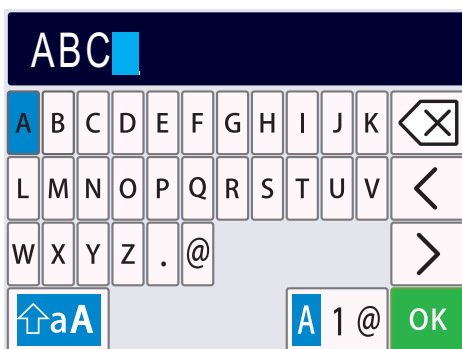 ABC
A B C D E F G H I J K
L M N O P Q R S T U V
W X Y Z . @
aA A 1 @ OK